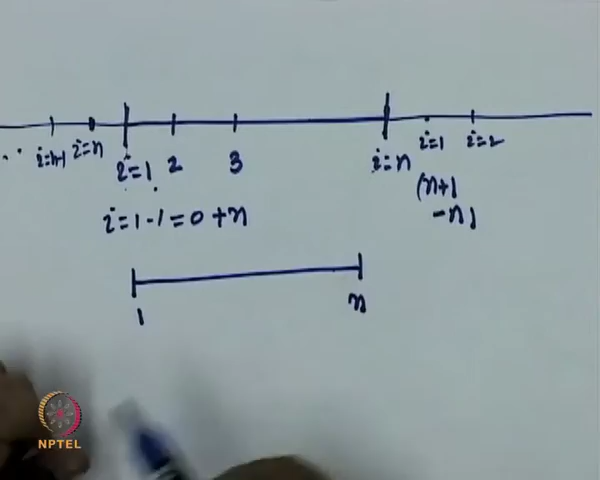 .. i=n-1 i=n i=1 2 3 i=n i=1 i=2
(n+1
-n)
i=1-1=0+n
1 n
NPTEL